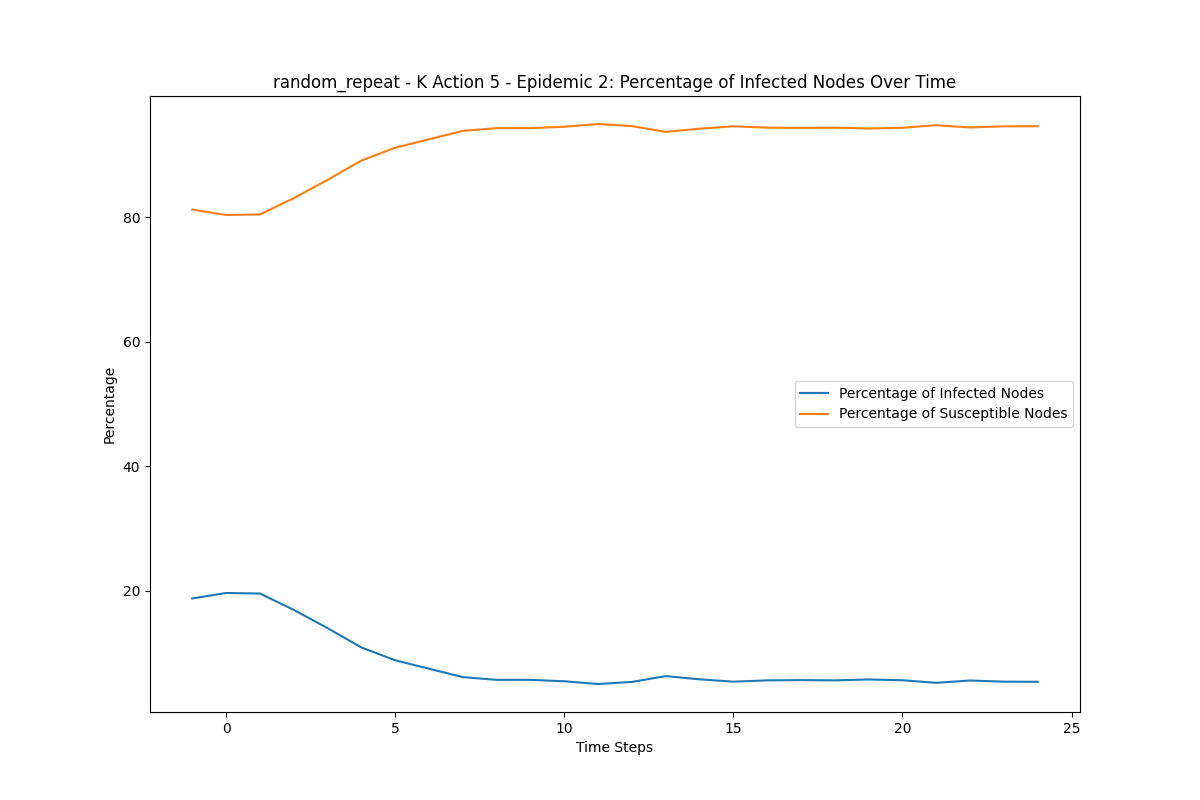 random_repeat - K Action 5 - Epidemic 2: Percentage of Infected Nodes Over Time
Percentage
80
60
40
20
Percentage of Infected Nodes
Percentage of Susceptible Nodes
0 5 10 15 20 25
Time Steps